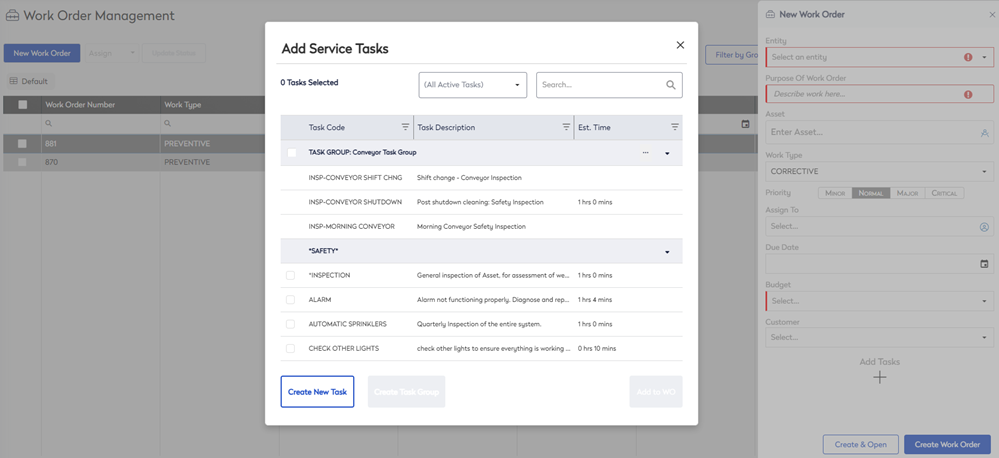 Work Order Management
New Work Order
Assign
Delete Items
Filter by Gro
Default
Work Order Number
Work Type
881
PREVENTIVE
870
PREVENTIVE
Add Service Tasks
0 Tasks Selected
(All Active Tasks)
Search...
Task Code
Task Description
Est. Time
TASK GROUP: Conveyor Task Group
INSP-CONVEYOR SHIFT CHNG
Shift change - Conveyor Inspection
INSP-CONVEYOR SHUTDOWN
Post shutdown cleaning: Safety Inspection
1 hrs 0 mins
INSP-MORNING CONVEYOR
Morning Conveyor Safety Inspection
*SAFETY*
*INSPECTION
General inspection of Asset, for assessment of we...
1 hrs 0 mins
ALARM
Alarm not functioning properly. Diagnose and rep...
1 hrs 4 mins
AUTOMATIC SPRINKLERS
Quarterly Inspection of the entire system.
1 hrs 0 mins
CHECK OTHER LIGHTS
check other lights to ensure everything is working ...
0 hrs 10 mins
Create New Task
Create Task Group
Add to WO
New Work Order
Entity
Select an entity
Purpose Of Work Order
Describe work here...
Asset
Enter Asset...
Work Type
CORRECTIVE
Priority
MINOR
NORMAL
MAJOR
CRITICAL
Assign To
Select...
Due Date
Budget
Select...
Customer
Select...
Add Tasks
Create & Open
Create Work Order